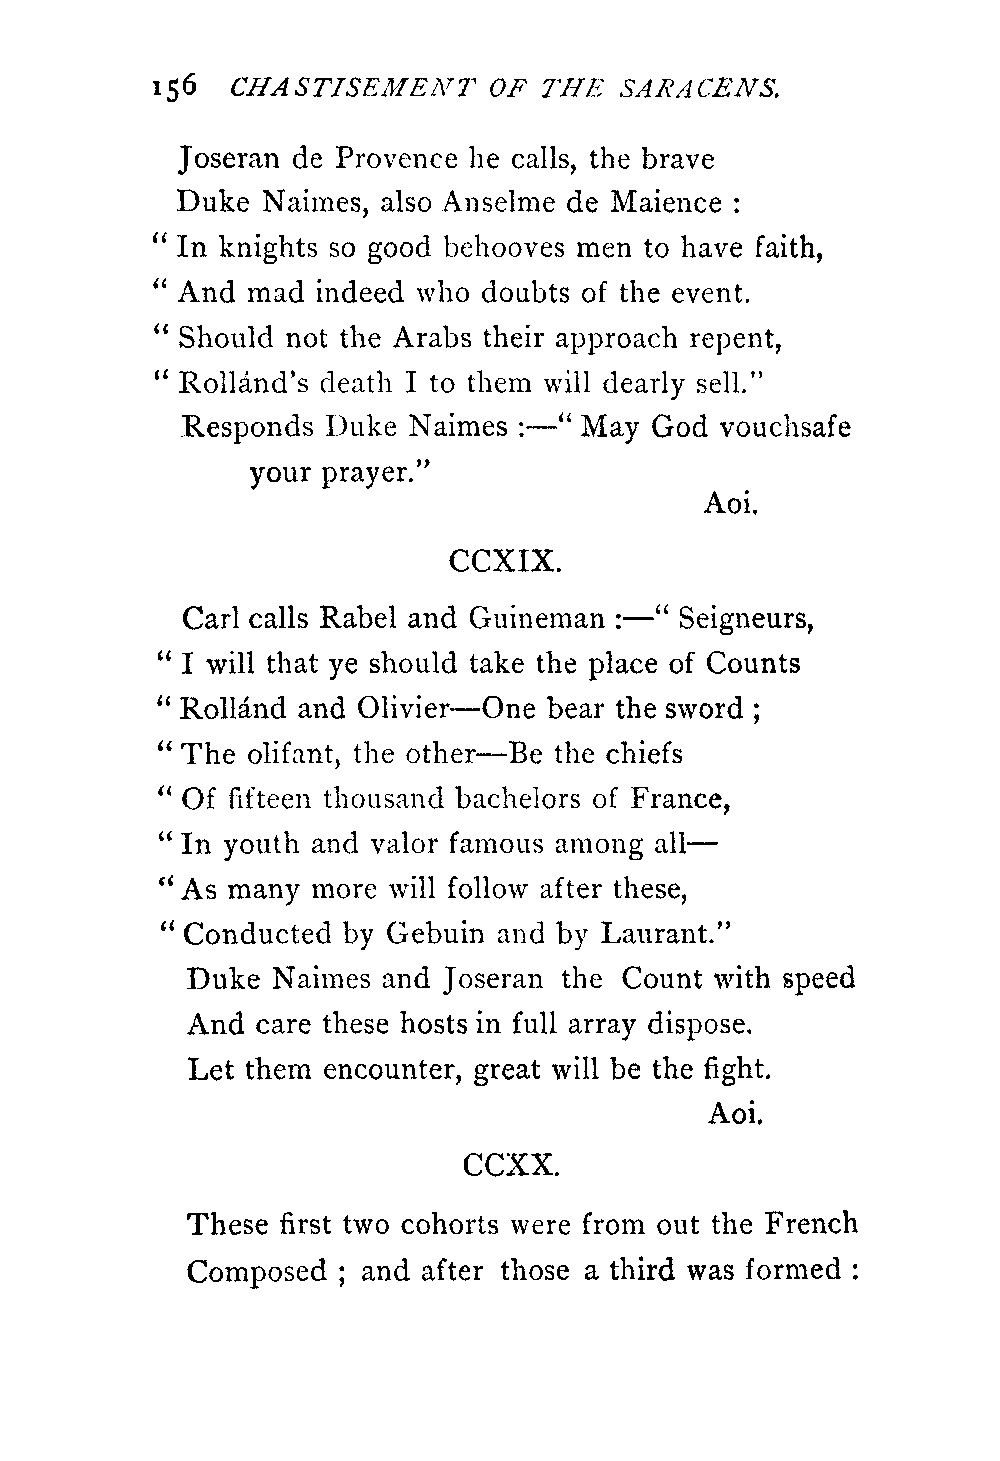 156 CHASTISEMENT OF THE SARACENS.
Joseran de Provence he calls, the brave
Duke Naimes, also Anselme de Maience :
“ In knights so good behooves men to have faith,
“ And mad indeed who doubts of the event.
“ Should not the Arabs their approach repent,
“ Rollánd's death I to them will dearly sell.”
Responds Duke Naimes :—“ May God vouchsafe
your prayer.”
Aoi.
CCXIX.
Carl calls Rabel and Guineman :—“ Seigneurs,
“ I will that ye should take the place of Counts
“ Rollánd and Olivier—One bear the sword ;
“ The olifant, the other—Be the chiefs
“ Of fifteen thousand bachelors of France,
“ In youth and valor famous among all—
“ As many more will follow after these,
“ Conducted by Gebuin and by Laurant.”
Duke Naimes and Joseran the Count with speed
And care these hosts in full array dispose.
Let them encounter, great will be the fight.
Aoi.
CCXX.
These first two cohorts were from out the French
Composed ; and after those a third was formed :